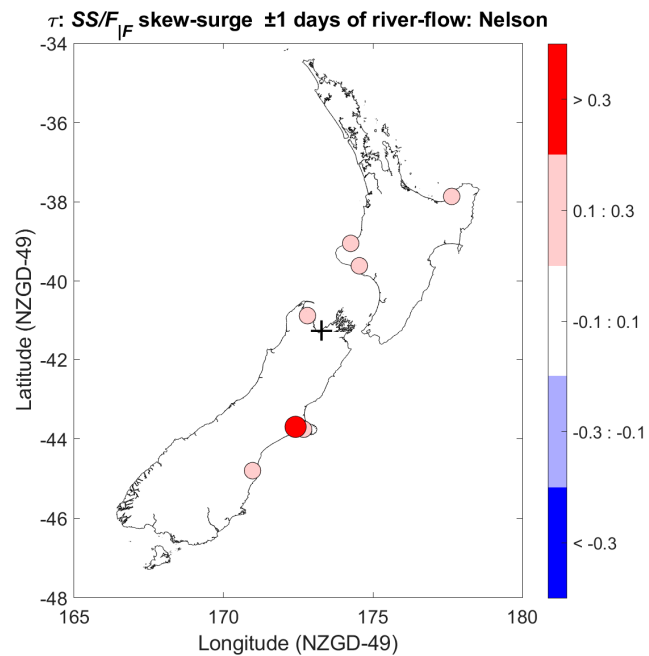 τ: SS/F|F skew-surge ±1 days of river-flow: Nelson
-34
-36
-38
-40
-42
-44
-46
-48
165
170
175
180
Latitude (NZGD-49)
Longitude (NZGD-49)
> 0.3
0.1 : 0.3
-0.1 : 0.1
-0.3 : -0.1
< -0.3